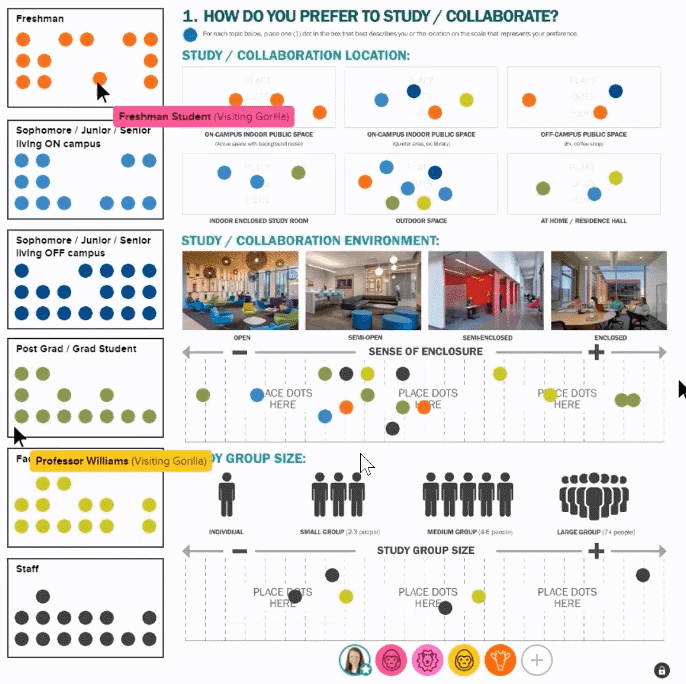 Freshman
Freshman Student (Visiting Gorilla)
Sophomore / Junior / Senior
living ON campus
Sophomore / Junior / Senior
living OFF campus
Post Grad / Grad Student
Professor Williams (Visiting Gorilla)
Staff
1. HOW DO YOU PREFER TO STUDY / COLLABORATE?
For each topic below, place one (1) dot in the box that best describes you or the location on the scale that represents your preference.
STUDY / COLLABORATION LOCATION:
ON-CAMPUS INDOOR PUBLIC SPACE
(Active space with background noise)
ON-CAMPUS INDOOR PUBLIC SPACE
(Quieter area, ex: library)
OFF-CAMPUS PUBLIC SPACE
(Ex. coffee shop)
INDOOR ENCLOSED STUDY ROOM
OUTDOOR SPACE
AT HOME / RESIDENCE HALL
STUDY / COLLABORATION ENVIRONMENT:
OPEN
SEMI-OPEN
SEMI-ENCLOSED
ENCLOSED
SENSE OF ENCLOSURE
PLACE DOTS
HERE
PLACE DOTS
HERE
PLACE DOTS
HERE
GROUP SIZE:
INDIVIDUAL
SMALL GROUP (2-3 people)
MEDIUM GROUP (4-6 people)
LARGE GROUP (7+ people)
STUDY GROUP SIZE
PLACE DOTS
HERE
PLACE DOTS
HERE
PLACE DOTS
HERE